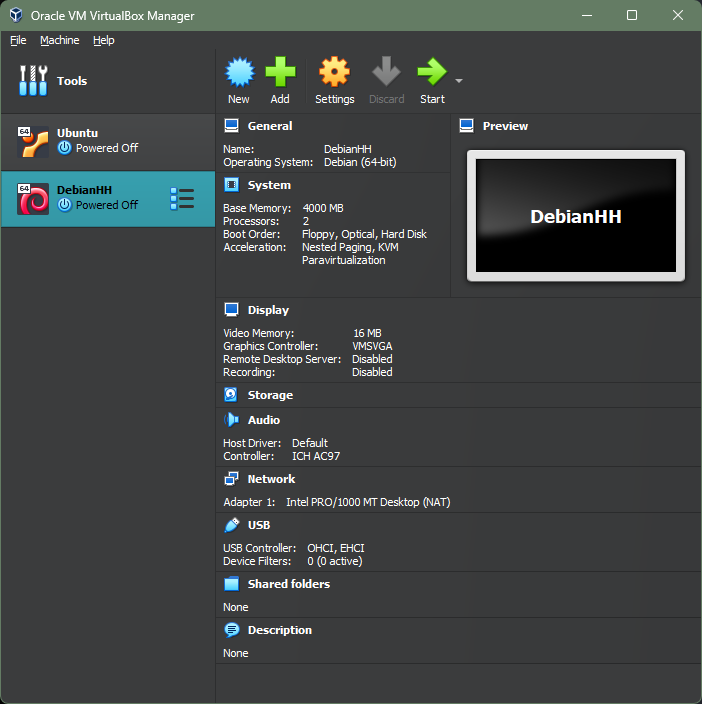 Oracle VM VirtualBox Manager
File Machine Help
Tools
New Add Settings Discard Start
64 Ubuntu
Powered Off
64 DebianHH
Powered Off
General
Name: DebianHH
Operating System: Debian (64-bit)
System
Base Memory: 4000 MB
Processors: 2
Boot Order: Floppy, Optical, Hard Disk
Acceleration: Nested Paging, KVM
Paravirtualization
Preview
DebianHH
Display
Video Memory: 16 MB
Graphics Controller: VMSVGA
Remote Desktop Server: Disabled
Recording: Disabled
Storage
Audio
Host Driver: Default
Controller: ICH AC97
Network
Adapter 1: Intel PRO/1000 MT Desktop (NAT)
USB
USB Controller: OHCI, EHCI
Device Filters: 0 (0 active)
Shared folders
None
Description
None